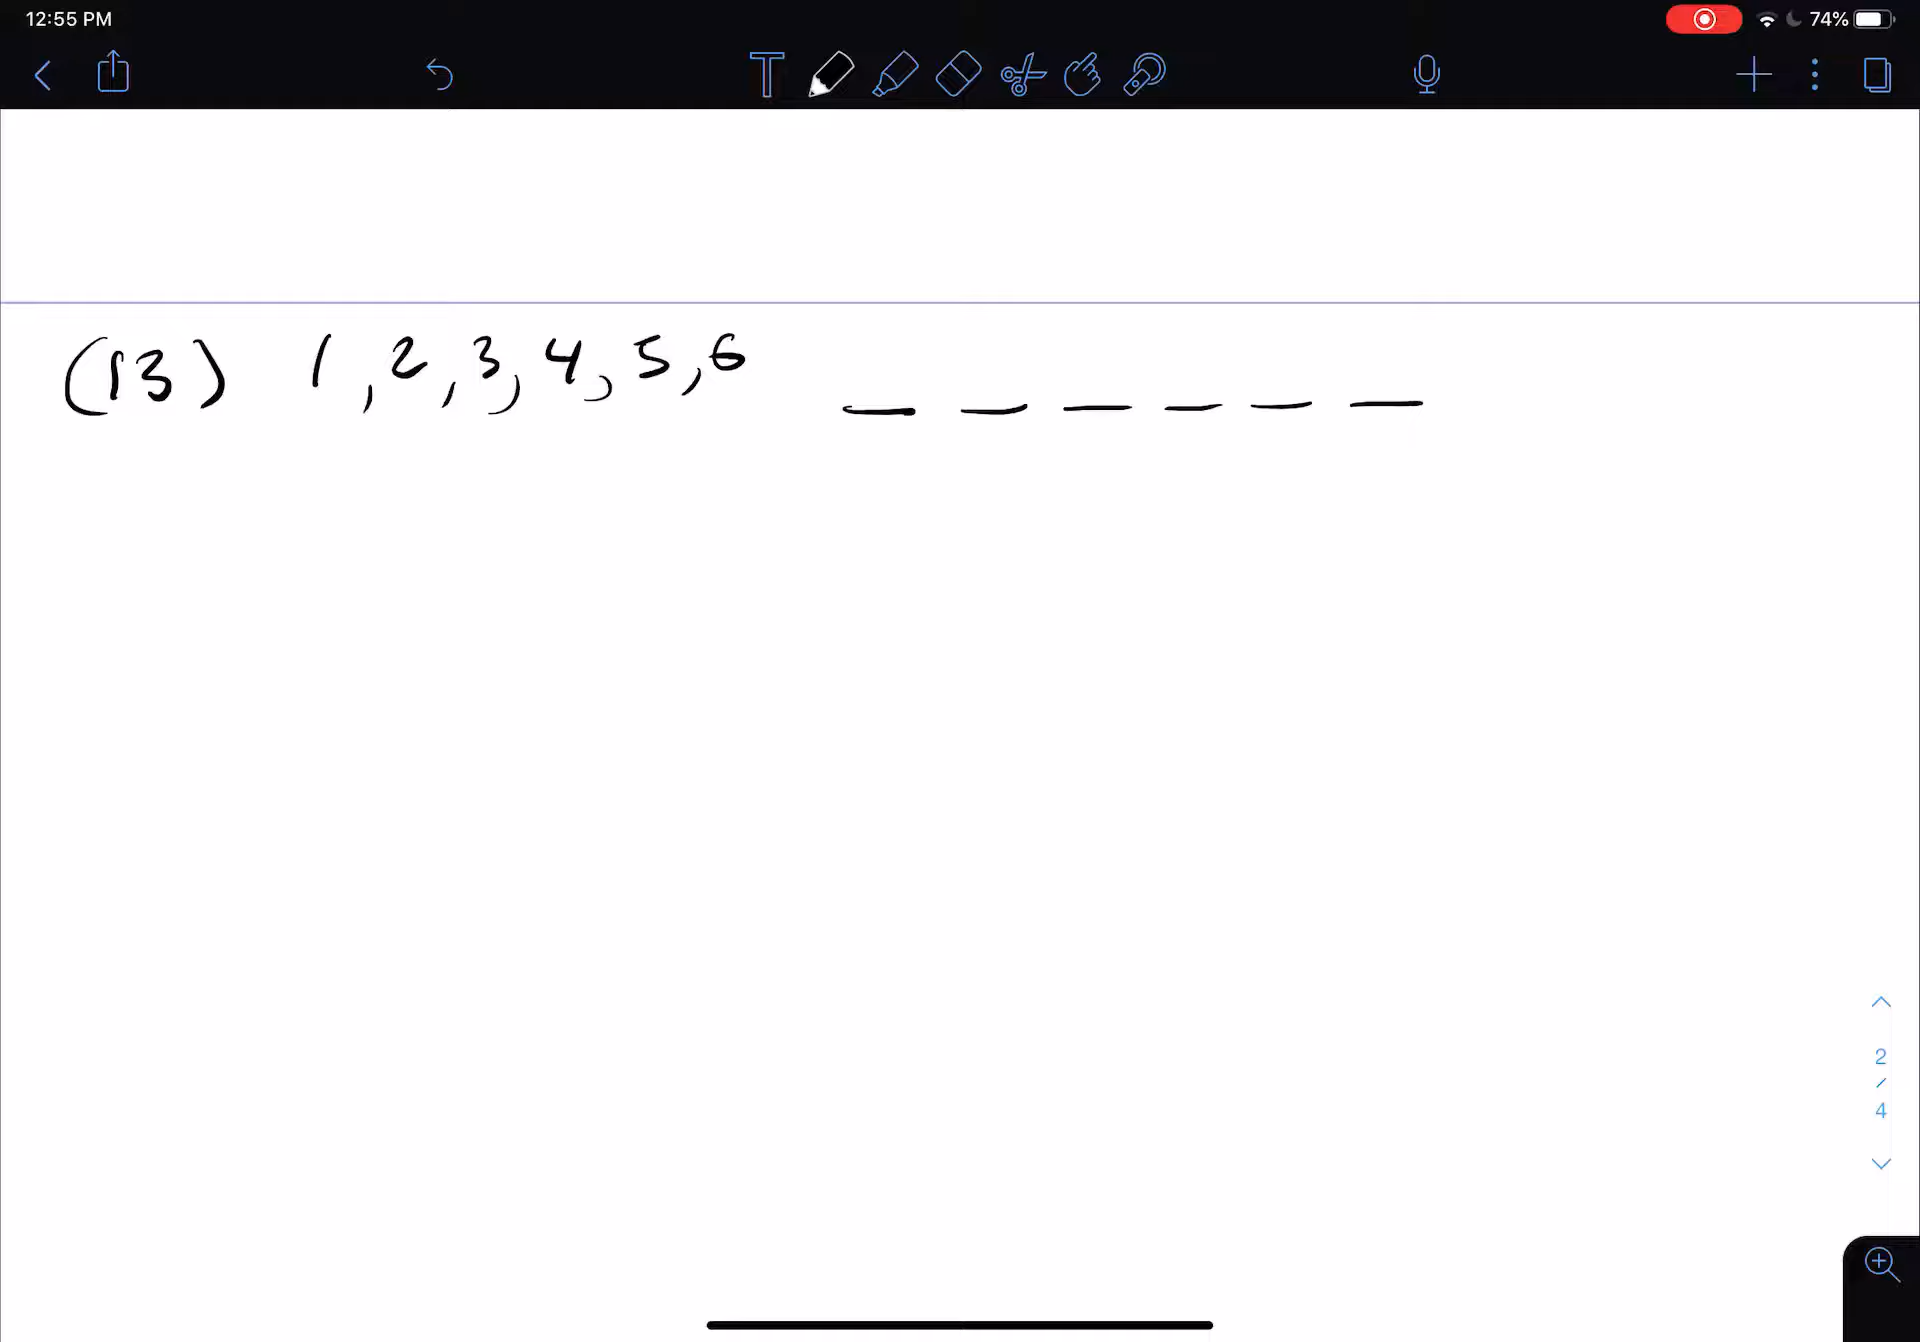 12:55 PM 74%
T
(13) 1, 2, 3, 4, 5, 6 _ _ _ _ _ _
2
/
4